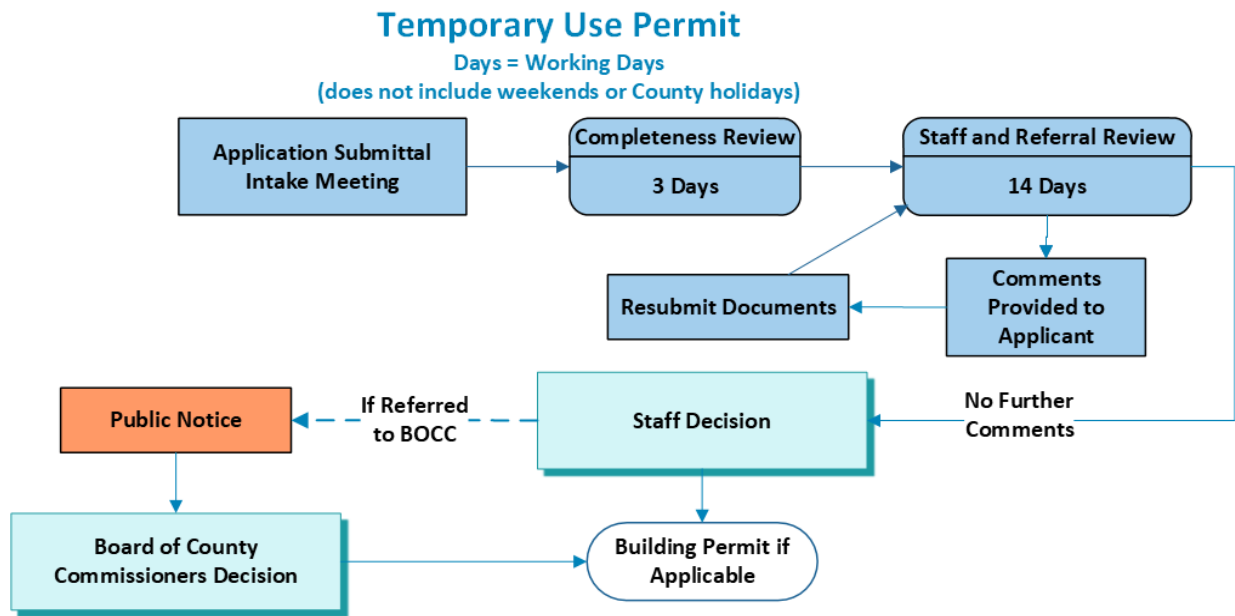 Temporary Use Permit
Days = Working Days
(does not include weekends or County holidays)
Application Submittal
Intake Meeting
Completeness Review
3 Days
Staff and Referral Review
14 Days
Comments
Provided to
Applicant
Resubmit Documents
No Further
Comments
Staff Decision
If Referred
to BOCC
Public Notice
Board of County
Commissioners Decision
Building Permit if
Applicable